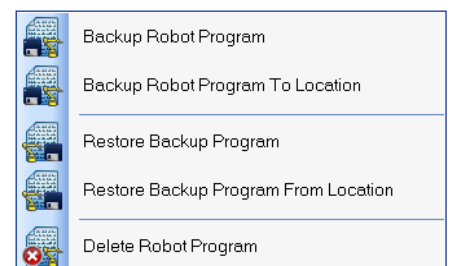 Backup Robot Program
Backup Robot Program To Location
Restore Backup Program
Restore Backup Program From Location
Delete Robot Program